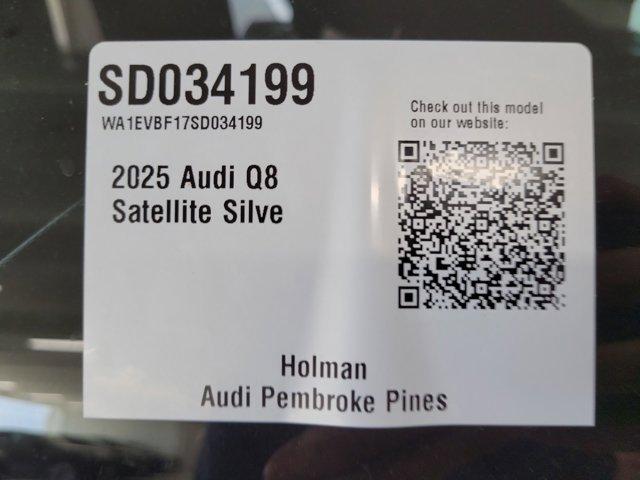 SD034199
WA1EVBF17SD034199
2025 Audi Q8
Satellite Silve
Check out this model
on our website:
Holman
Audi Pembroke Pines